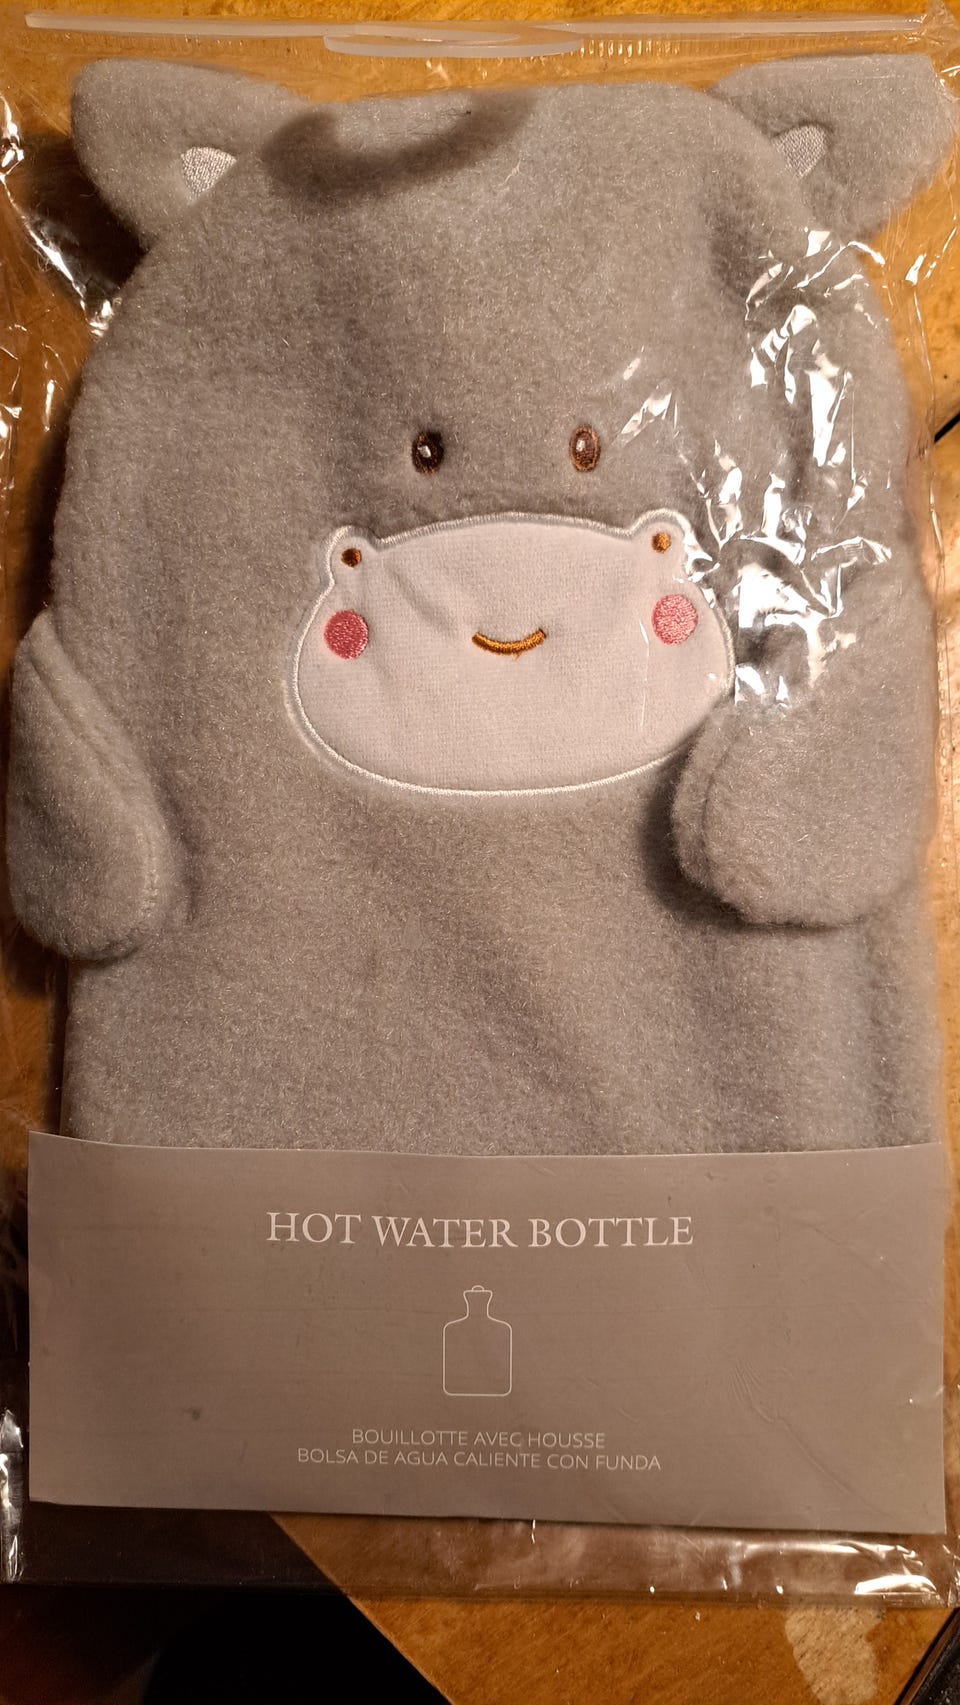 HOT WATER BOTTLE
BOUILLOTTE AVEC HOUSSE
BOLSA DE AGUA CALIENTE CON FUNDA